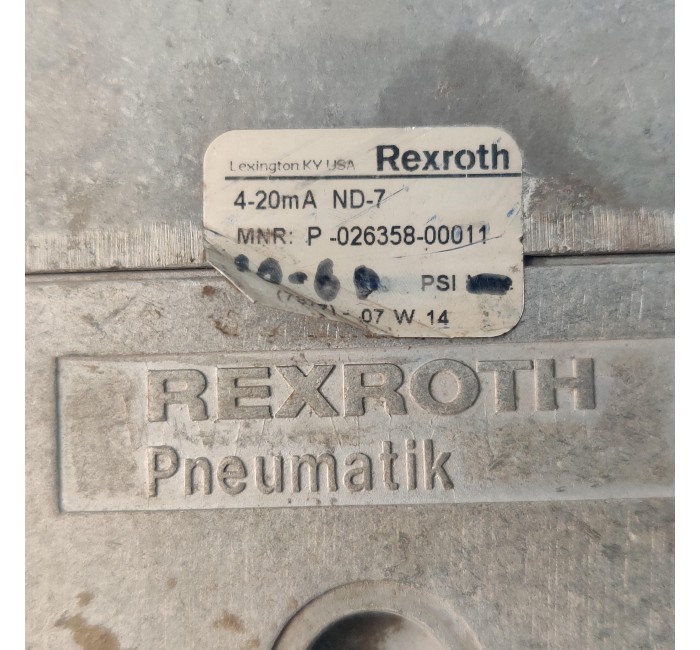 Lexington KY USA Rexroth
4-20mA ND-7
MNR: P -026358-00011
PSI
07 W 14
REXROTH
Pneumatik